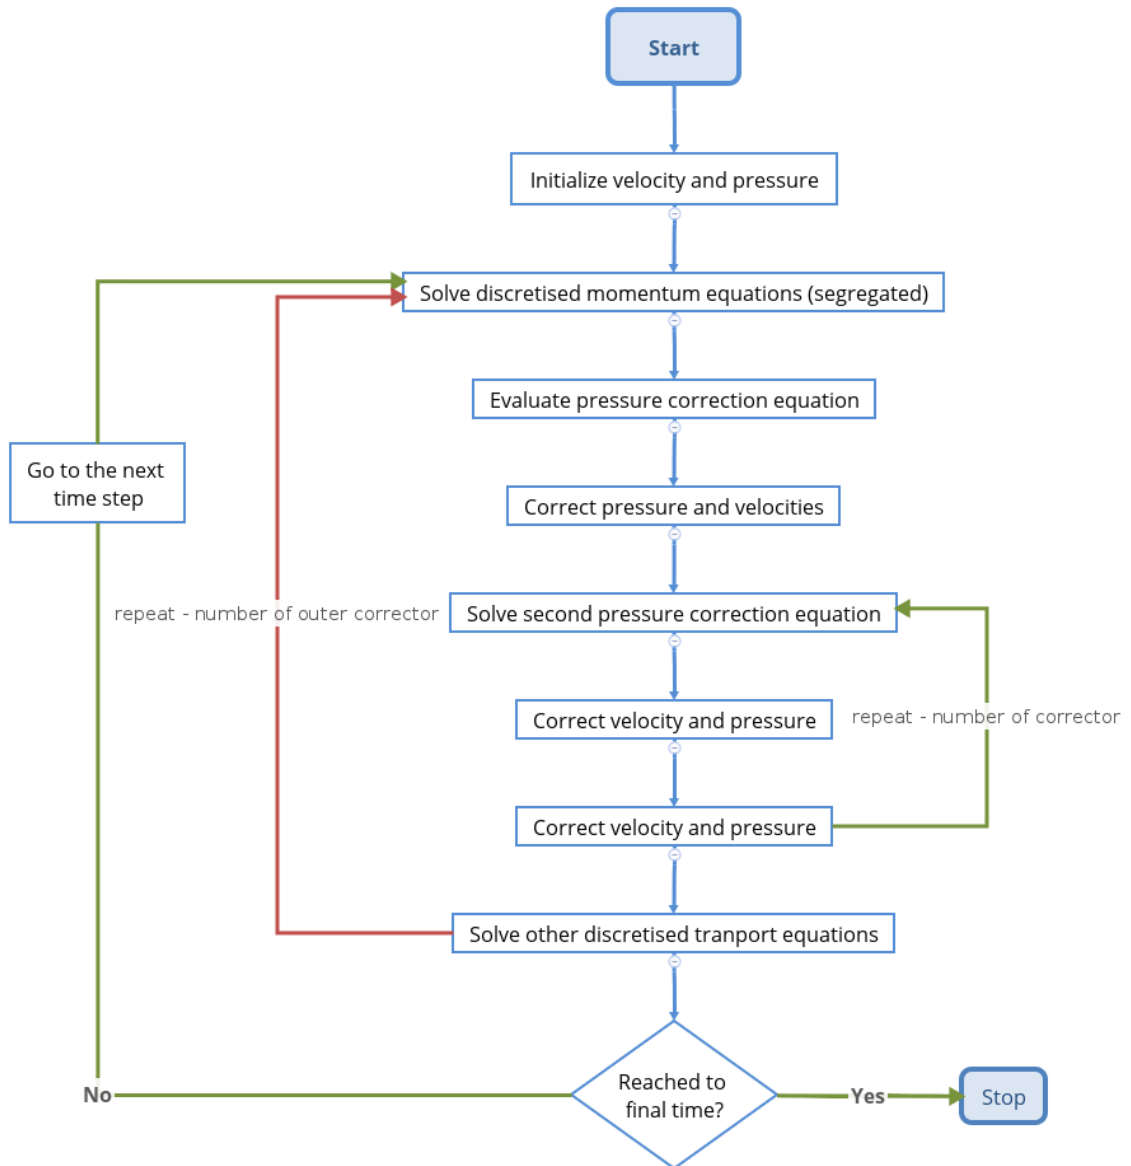 Start
Initialize velocity and pressure
Solve discretised momentum equations (segregated)
Evaluate pressure correction equation
Go to the next
time step
Correct pressure and velocities
repeat - number of outer corrector
Solve second pressure correction equation
Correct velocity and pressure
repeat - number of corrector
Correct velocity and pressure
Solve other discretised tranport equations
Reached to
final time?
No
Yes
Stop